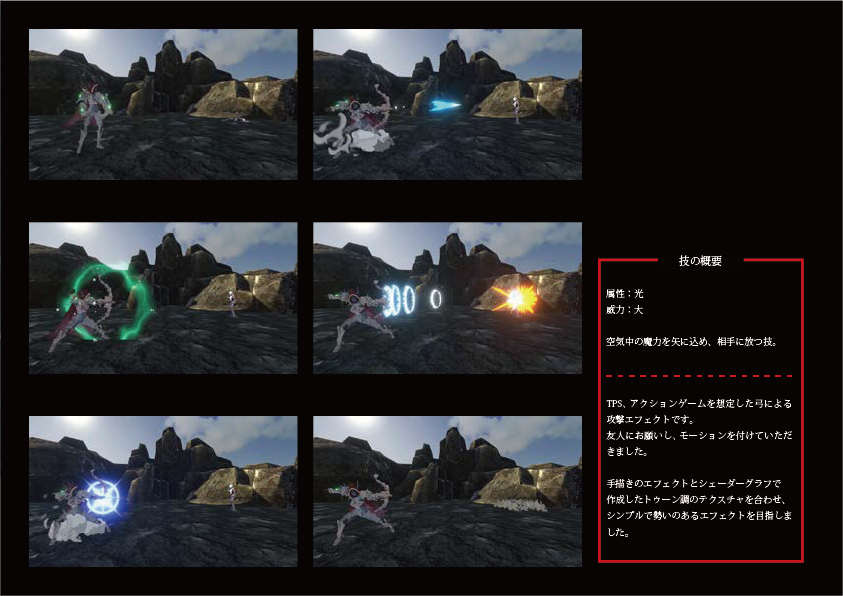 技の概要
属性：光
威力：大
空気中の魔力を矢に込め、相手に放つ技。
TPS、アクションゲームを想定した弓による
攻撃エフェクトです。
友人にお願いし、モーションを付けていただ
きました。
手描きのエフェクトとシェーダーグラフで
作成したトゥーン調のテクスチャを合わせ、
シンプルで勢いのあるエフェクトを目指しま
した。